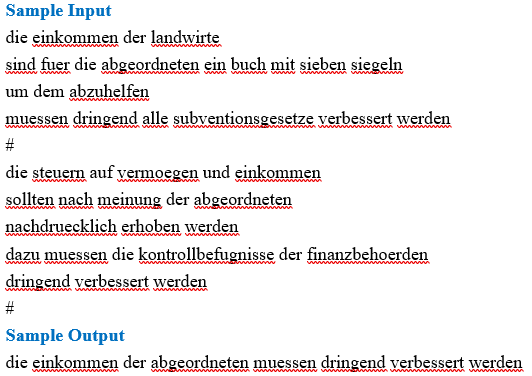 Sample Input
die einkommen der landwirte
sind fuer die abgeordneten ein buch mit sieben siegeln
um dem abzuhelfen
muessen dringend alle subventionsgesetze verbessert werden
#
die steuern auf vermoegen und einkommen
sollten nach meinung der abgeordneten
nachdruecklich erhoben werden
dazu muessen die kontrollbefugnisse der finanzbehoerden
dringend verbessert werden
#
Sample Output
die einkommen der abgeordneten muessen dringend verbessert werden